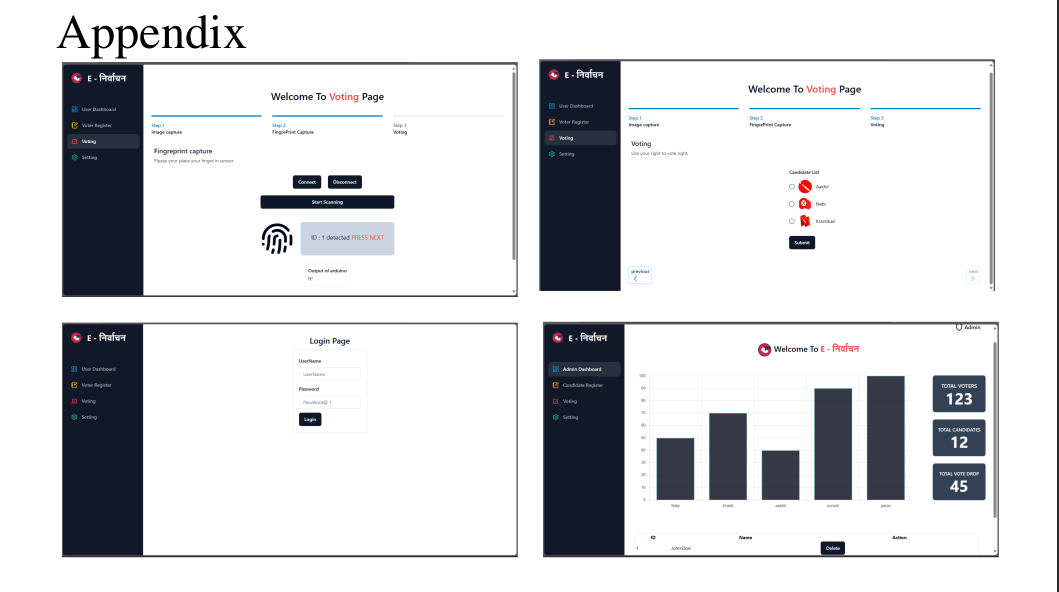 Appendix
E - निर्वाचन
User Dashboard
Voter Register
Voting
Setting
Welcome To Voting Page
Step 1
Image capture
Step 2
FingrePrint Capture
Step 3
Voting
Fingreprint capture
Please your place your fingre in sensor.
Connect
Disconnect
Start Scanning
ID : 1 detected PRESS NEXT
Output of arduino
E - निर्वाचन
User Dashboard
Voter Register
Voting
Setting
Welcome To Voting Page
Step 1
Image capture
Step 2
FingrePrint Capture
Step 3
Voting
Voting
Use your right to vote right.
Candidate List
Aakhil
Nebi
Krantikari
Submit
previous
next
E - निर्वाचन
User Dashboard
Voter Register
Voting
Setting
Login Page
UserName
UserName
Password
PassWord@ 1
Login
E - निर्वाचन
Admin Dashboard
Candidate Register
Voting
Setting
Admin
Welcome To E - निर्वाचन
100
90
80
70
60
50
40
30
20
10
0
aakhil
suresh
paras
TOTAL VOTERS
123
TOTAL CANDIDATES
12
TOTAL VOTE DROP
45
ID Name Action
1 John Doe Delete